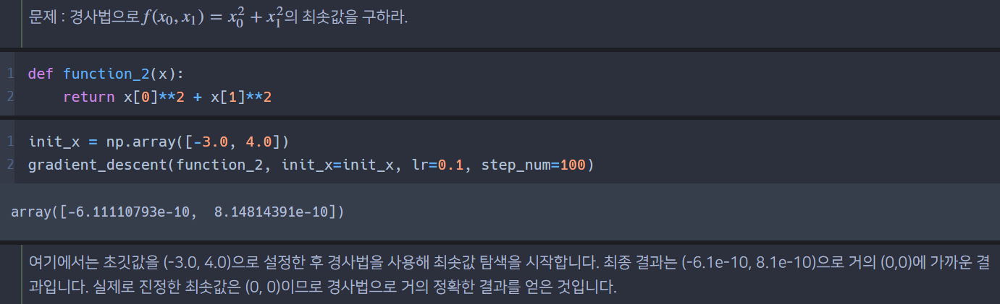 문제 : 경사법으로 f(x₀, x₁) = x₀² + x₁²의 최솟값을 구하라.
1 def function_2(x):
2     return x[0]**2 + x[1]**2
1 init_x = np.array([-3.0, 4.0])
2 gradient_descent(function_2, init_x=init_x, lr=0.1, step_num=100)
array([-6.11110793e-10,  8.14814391e-10])
여기에서는 초깃값을 (-3.0, 4.0)으로 설정한 후 경사법을 사용해 최솟값 탐색을 시작합니다. 최종 결과는 (-6.1e-10, 8.1e-10)으로 거의 (0,0)에 가까운 결
과입니다. 실제로 진정한 최솟값은 (0, 0)이므로 경사법으로 거의 정확한 결과를 얻은 것입니다.